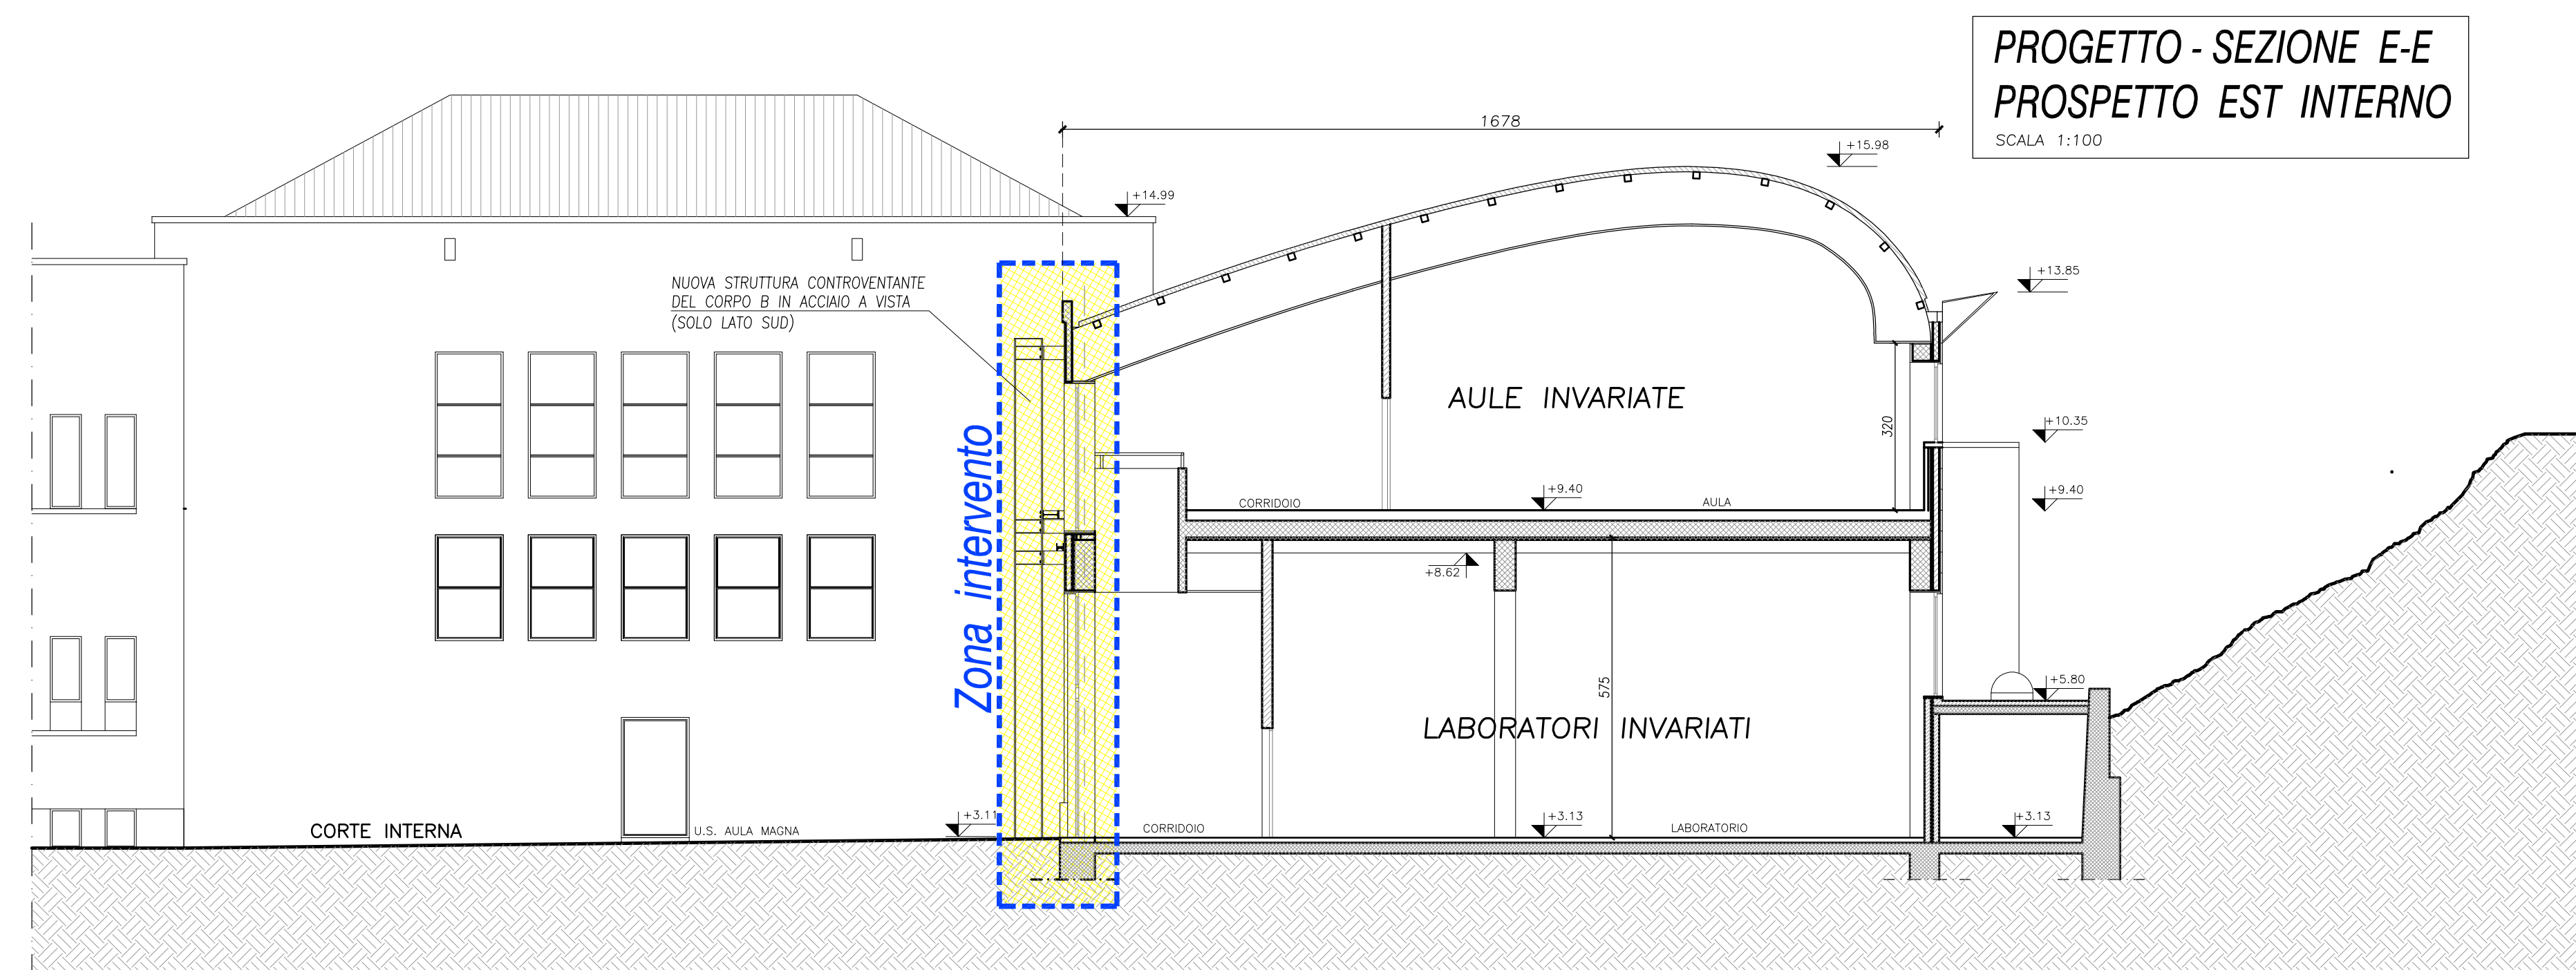 PROGETTO - SEZIONE E-E
PROSPETTO EST INTERNO
SCALA 1:100
1678
+15.98
+14.99
+13.85
NUOVA STRUTTURA CONTROVENTANTE
DEL CORPO B IN ACCIAIO A VISTA
(SOLO LATO SUD)
AULE INVARIATE
320
+10.35
Zona intervento
CORRIDOIO
+9.40
AULA
+9.40
+8.62
575
+5.80
LABORATORI INVARIATI
CORTE INTERNA
U.S. AULA MAGNA
+3.11
CORRIDOIO
+3.13
LABORATORIO
+3.13